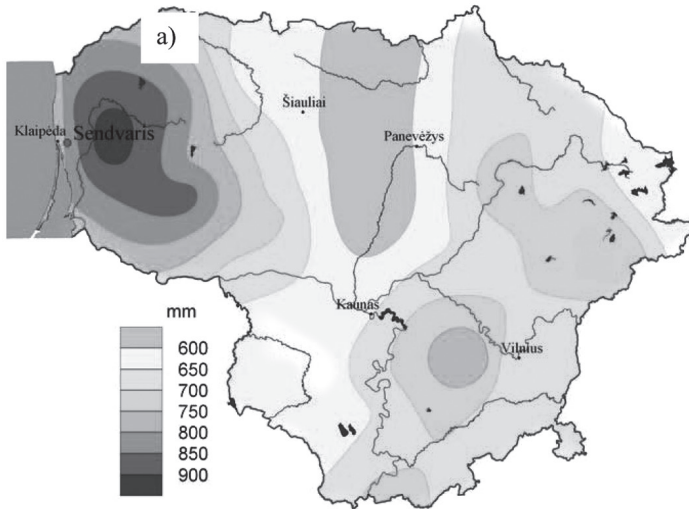 a)
Šiauliai
Klaipėda
Sendvaris
Panevėžys
Kaunas
Vilnius
mm
600
650
700
750
800
850
900